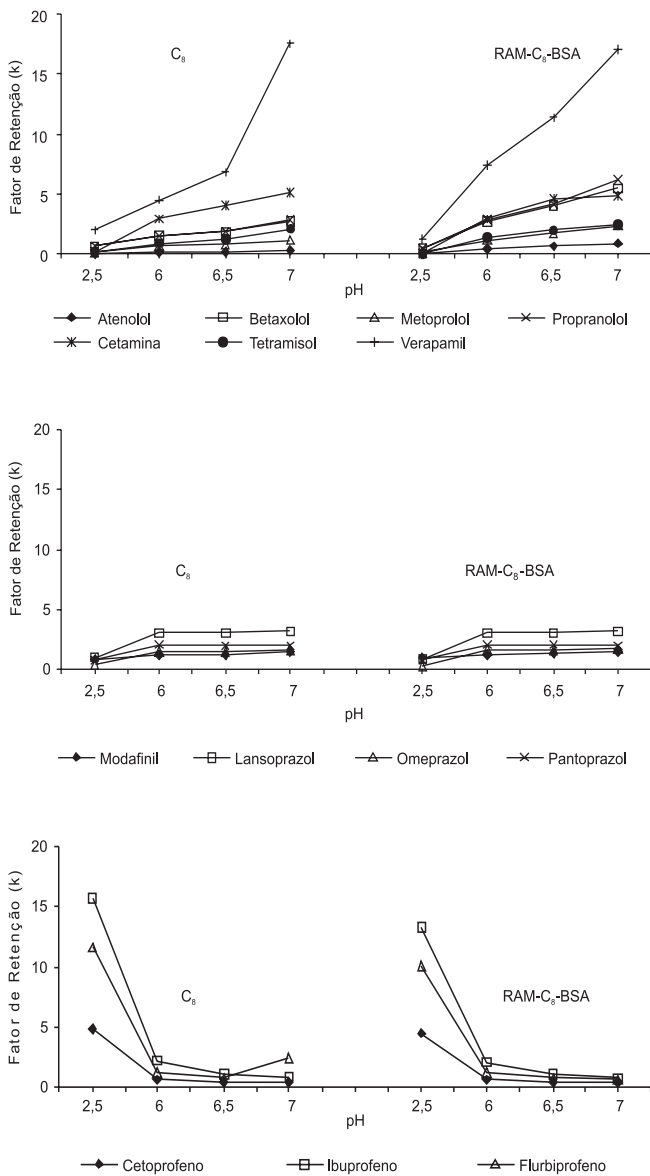 20
15
10
5
0
Fator de Retenção (k)
C₈
RAM-C₈-BSA
2,5 6 6,5 7 2,5 6 6,5 7
pH
Atenolol Betaxolol Metoprolol Propranolol
Cetamina Tetramisol Verapamil
20
15
10
5
0
Fator de Retenção (k)
C₈
RAM-C₈-BSA
2,5 6 6,5 7 2,5 6 6,5 7
pH
Modafinil Lansoprazol Omeprazol Pantoprazol
20
15
10
5
0
Fator de Retenção (k)
C₈
RAM-C₈-BSA
2,5 6 6,5 7 2,5 6 6,5 7
pH
Cetoprofeno Ibuprofeno Flurbiprofeno